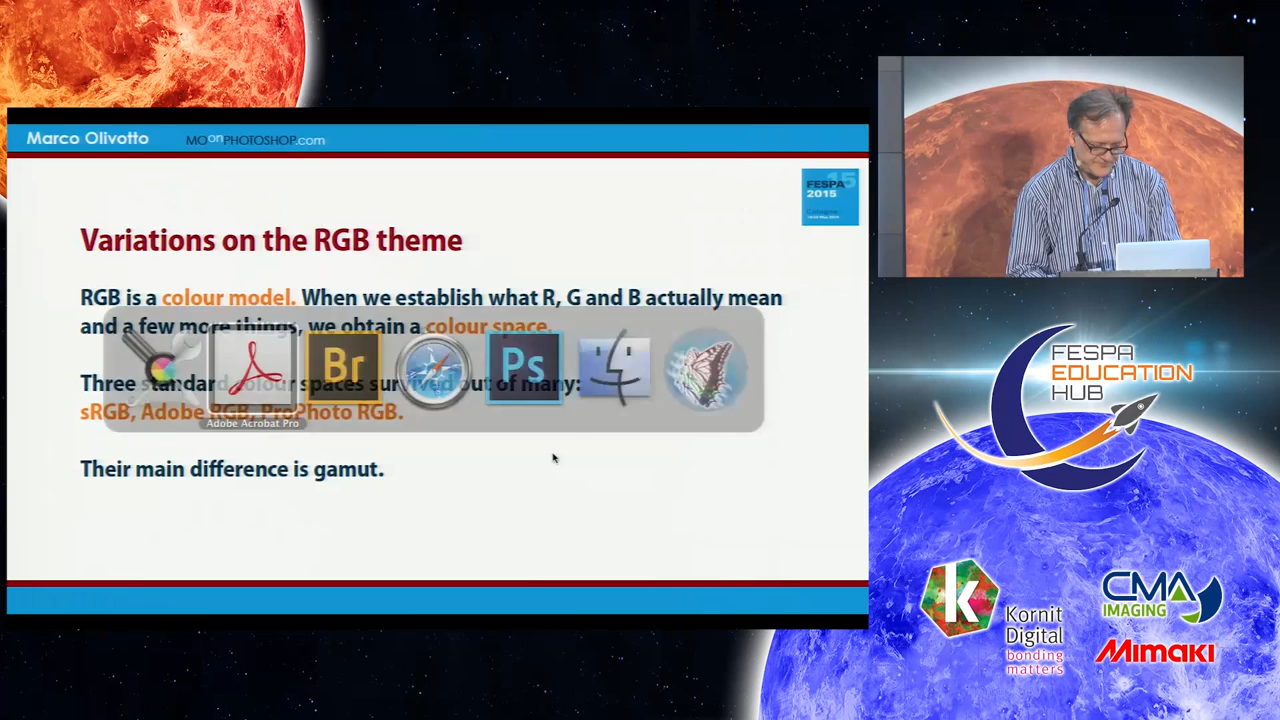 Marco Olivotto
MOonPHOTOSHOP.com
15
FESPA
2015
Variations on the RGB theme
RGB is a colour model. When we establish what R, G and B actually mean
and a few more things, we obtain a colour space.
Three standard colour spaces survived out of many:
sRGB, Adobe RGB, ProPhoto RGB.
Br
Ps
Adobe Acrobat Pro
Their main difference is gamut.
FESPA
EDUCATION
HUB
k
Kornit
Digital
bonding
matters
CMA
IMAGING
Mimaki